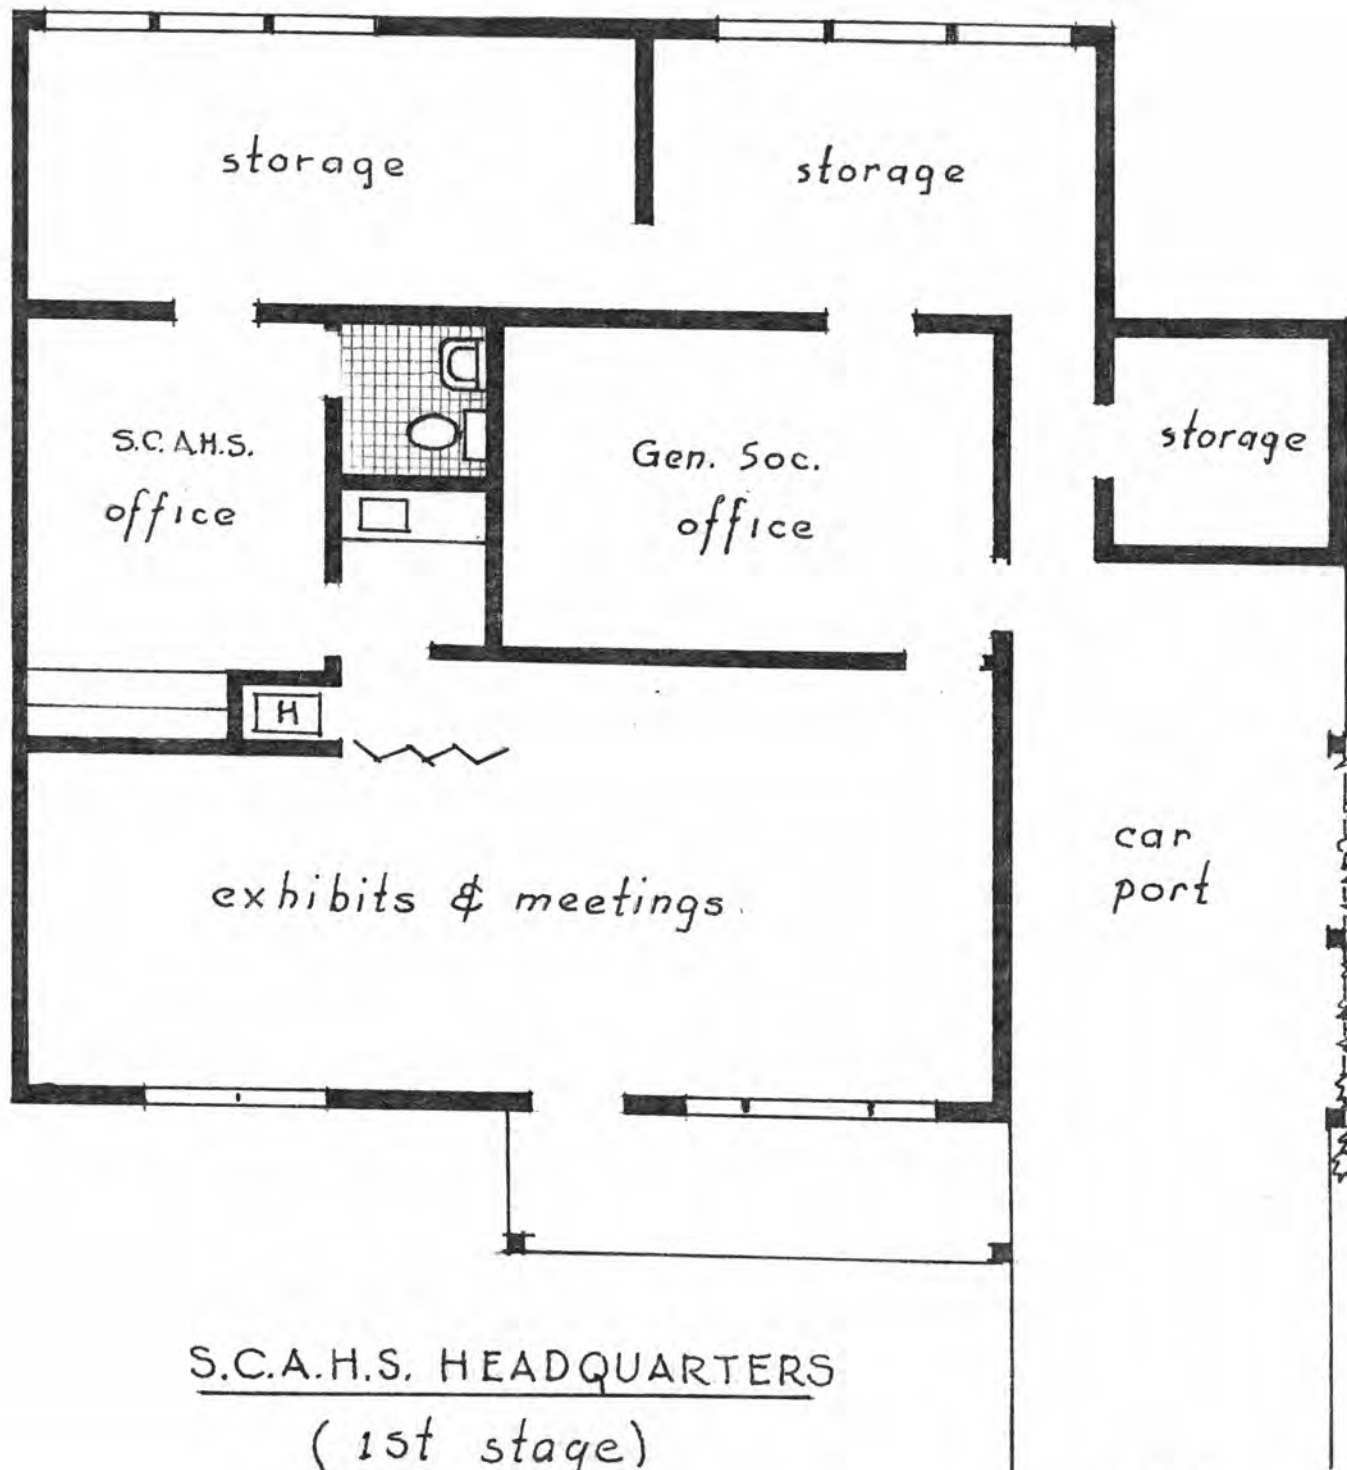 storage
storage
S.C.A.H.S.
office
Gen. Soc.
office
storage
H
car
port
exhibits & meetings
S.C.A.H.S. HEADQUARTERS
(1st stage)